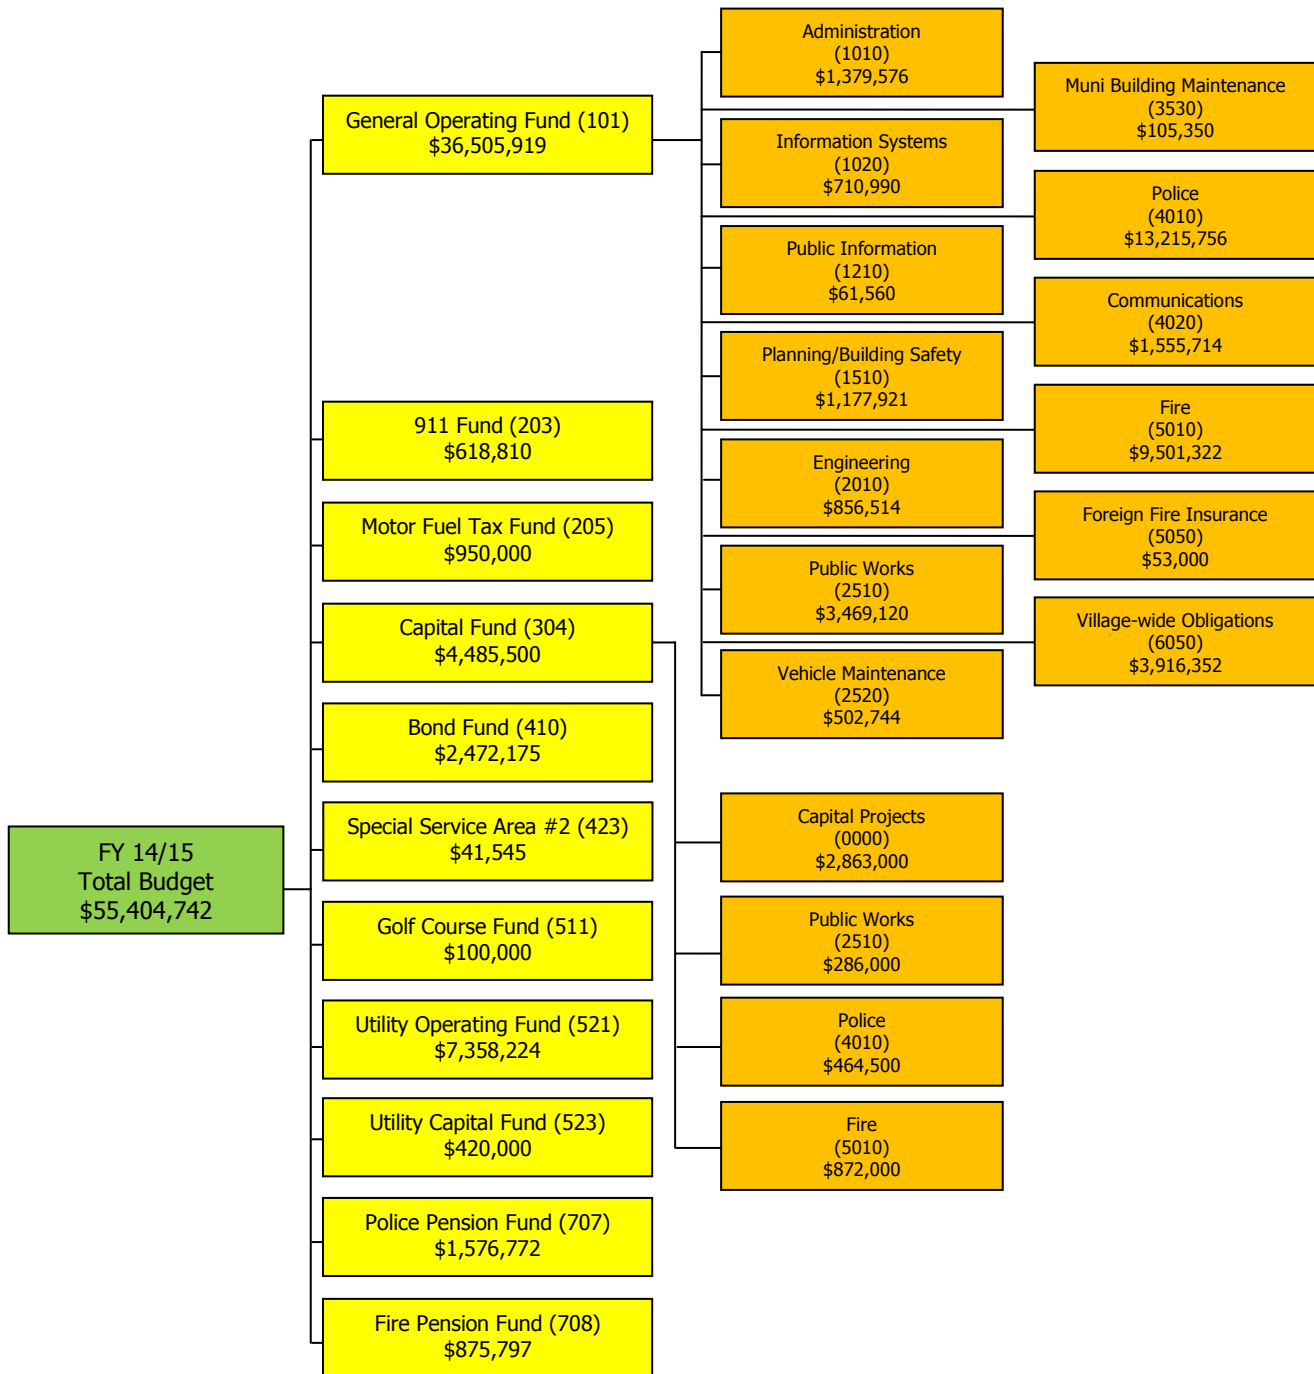 FY 14/15
Total Budget
$55,404,742
General Operating Fund (101)
$36,505,919
911 Fund (203)
$618,810
Motor Fuel Tax Fund (205)
$950,000
Capital Fund (304)
$4,485,500
Bond Fund (410)
$2,472,175
Special Service Area #2 (423)
$41,545
Golf Course Fund (511)
$100,000
Utility Operating Fund (521)
$7,358,224
Utility Capital Fund (523)
$420,000
Police Pension Fund (707)
$1,576,772
Fire Pension Fund (708)
$875,797
Administration
(1010)
$1,379,576
Information Systems
(1020)
$710,990
Public Information
(1210)
$61,560
Planning/Building Safety
(1510)
$1,177,921
Engineering
(2010)
$856,514
Public Works
(2510)
$3,469,120
Vehicle Maintenance
(2520)
$502,744
Muni Building Maintenance
(3530)
$105,350
Police
(4010)
$13,215,756
Communications
(4020)
$1,555,714
Fire
(5010)
$9,501,322
Foreign Fire Insurance
(5050)
$53,000
Village-wide Obligations
(6050)
$3,916,352
Capital Projects
(0000)
$2,863,000
Public Works
(2510)
$286,000
Police
(4010)
$464,500
Fire
(5010)
$872,000